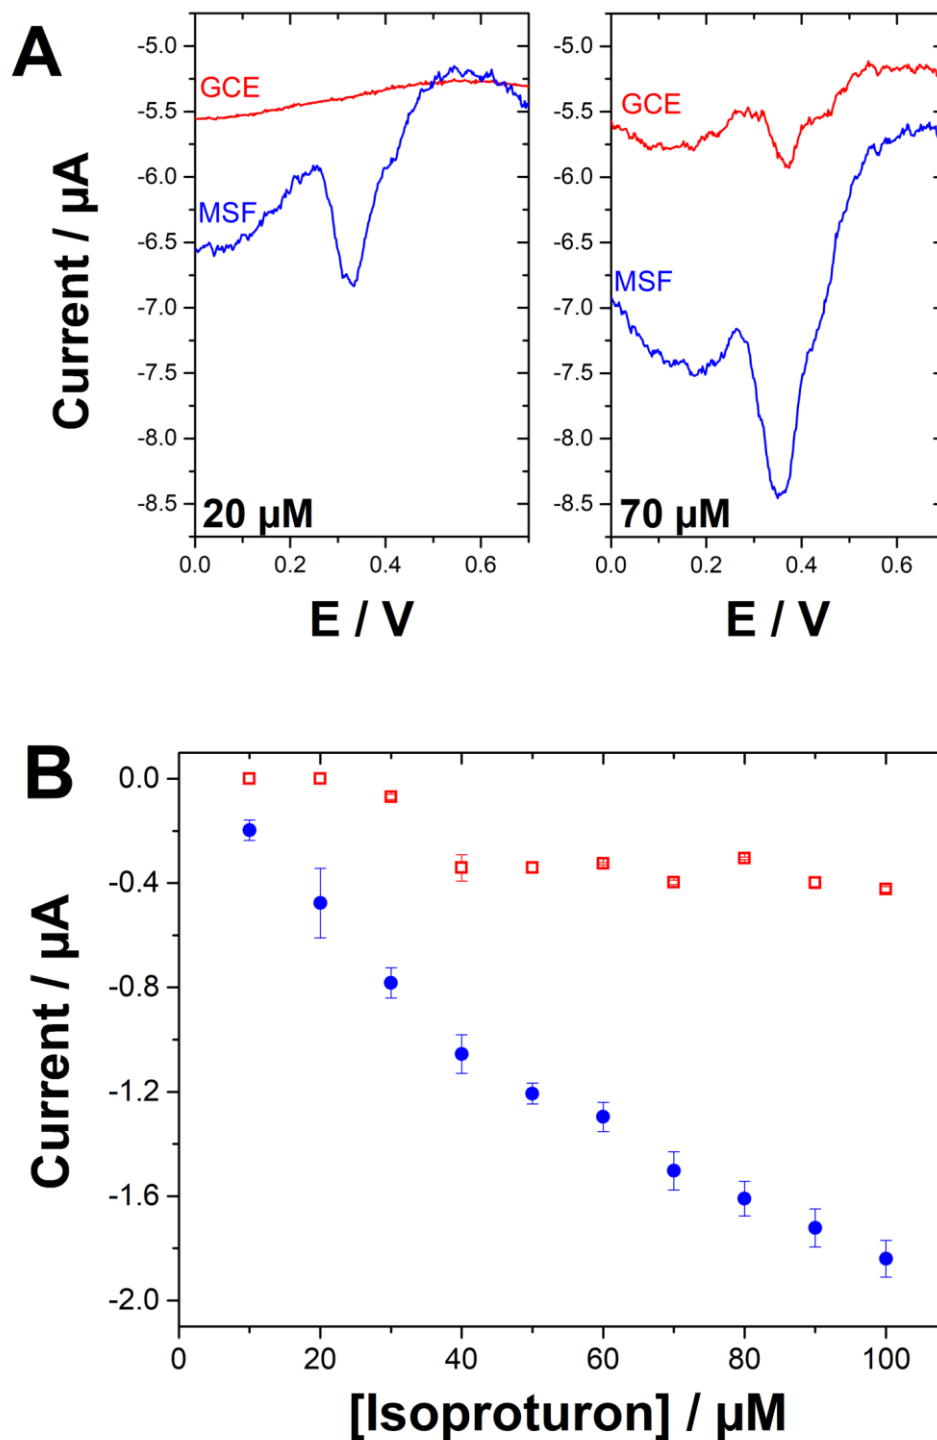 A
Current / µA
-5.0
-5.5
-6.0
-6.5
-7.0
-7.5
-8.0
-8.5
GCE
MSF
20 µM
0.0 0.2 0.4 0.6
E / V
-5.0
-5.5
-6.0
-6.5
-7.0
-7.5
-8.0
-8.5
GCE
MSF
70 µM
0.0 0.2 0.4 0.6
E / V
B
Current / µA
0.0
-0.4
-0.8
-1.2
-1.6
-2.0
0 20 40 60 80 100
[Isoproturon] / µM